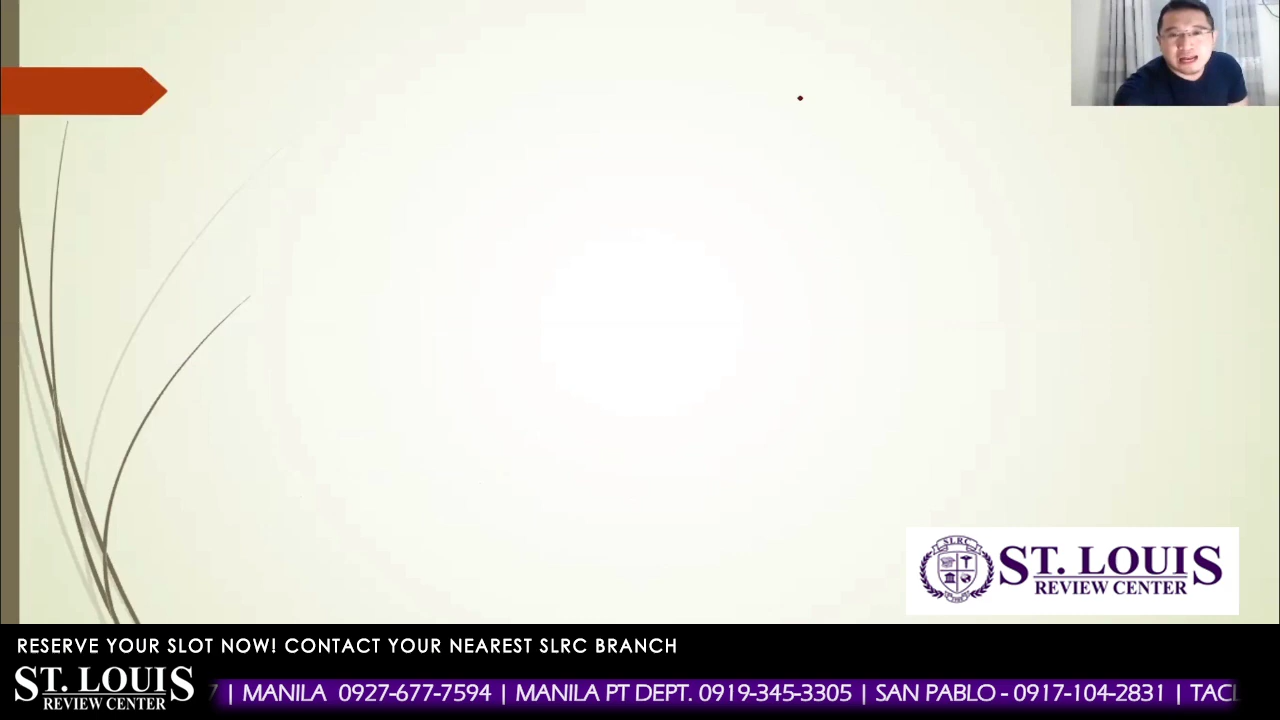 SLRC
ST. LOUIS
REVIEW CENTER
RESERVE YOUR SLOT NOW! CONTACT YOUR NEAREST SLRC BRANCH
ST. LOUIS
REVIEW CENTER
| MANILA 0927-677-7594 | MANILA PT DEPT. 0919-345-3305 | SAN PABLO - 0917-104-2831 |